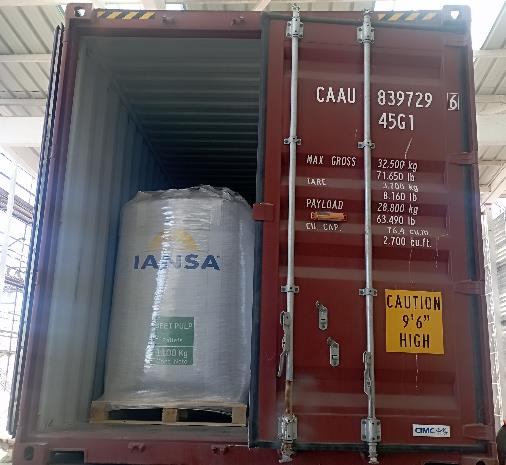 CAAU 839729 6
45G1
MAX GROSS 32.500 kg
71.650 lb
TARE 3.700 kg
8.160 lb
PAYLOAD 28.800 kg
63.490 lb
CU. CAP. 76.4 cu.m
2.700 cu.ft.
IANSA
BEET PULP
Pellets
1.100 Kg
Cont. Neto
CAUTION
9'6"
HIGH
CIMC